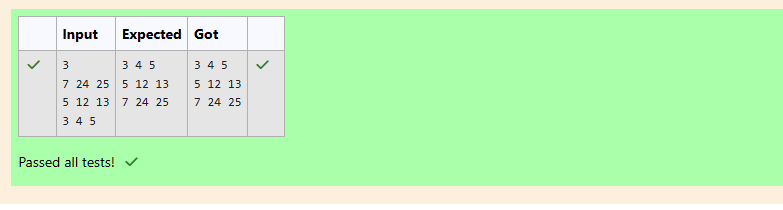 Input Expected Got
3 3 4 5 3 4 5
7 24 25 5 12 13 5 12 13
5 12 13 7 24 25 7 24 25
3 4 5
Passed all tests!